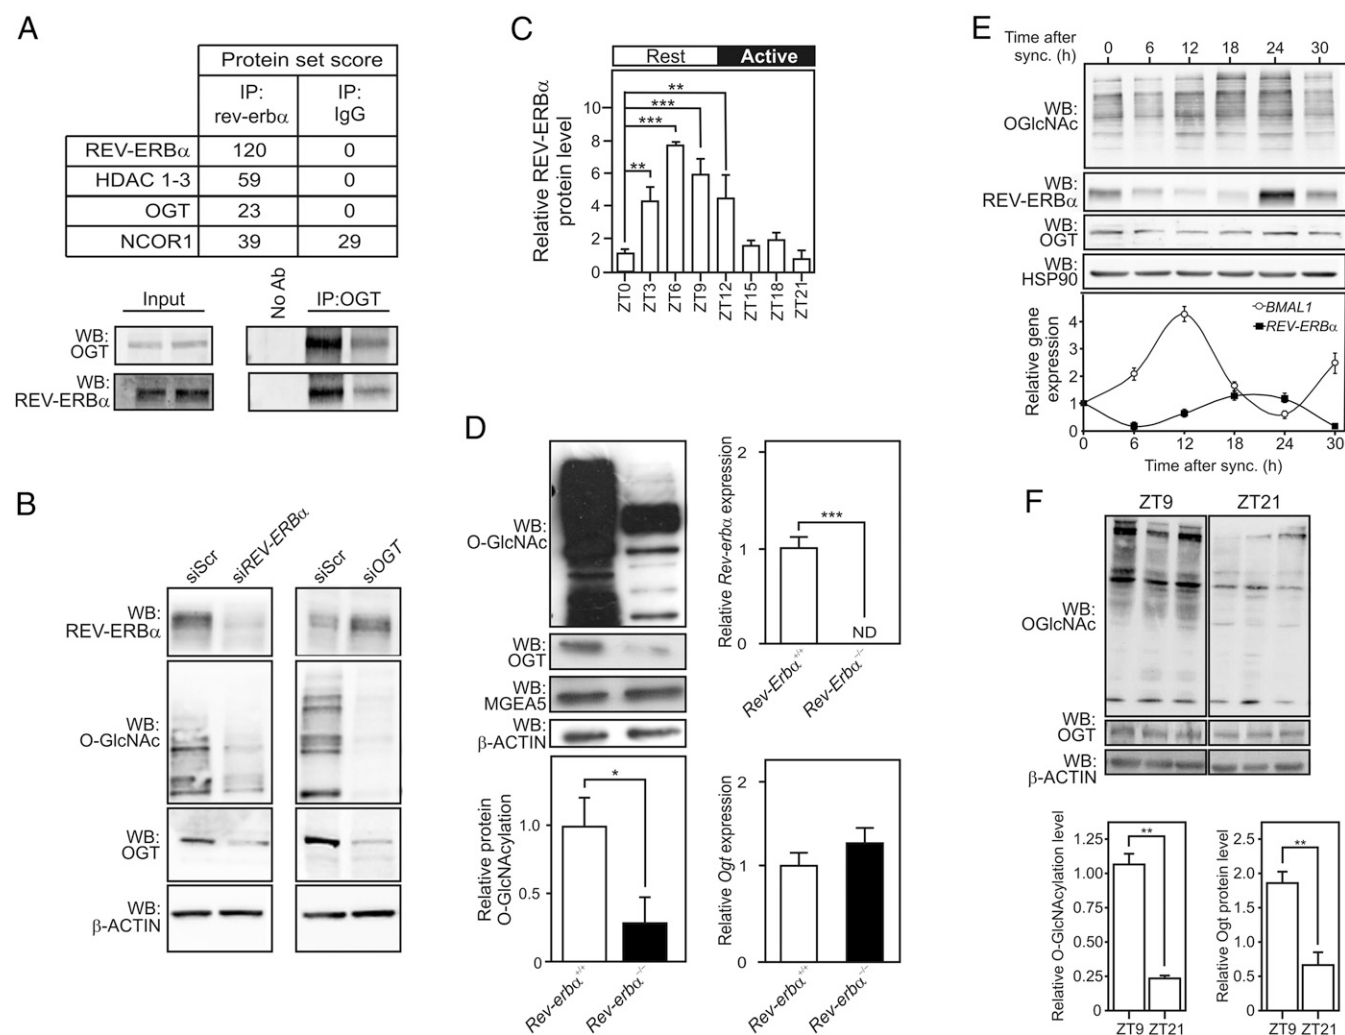 A
Protein set score
IP: rev-erbα
IP: IgG
REV-ERBα 120 0
HDAC 1-3 59 0
OGT 23 0
NCOR1 39 29
Input
No Ab
IP:OGT
WB: OGT
WB: REV-ERBα
B
siScr
siREV-ERBα
siScr
siOGT
WB: REV-ERBα
WB: O-GlcNAc
WB: OGT
WB: β-ACTIN
C
Rest
Active
Relative REV-ERBα protein level
10
8
6
4
2
0
**
***
***
**
ZT0
ZT3
ZT6
ZT9
ZT12
ZT15
ZT18
ZT21
D
WB: O-GlcNAc
WB: OGT
WB: MGEA5
WB: β-ACTIN
Relative protein O-GlcNAcylation
1.0
0.5
0
1.0
*
Rev-erbα+/+
Rev-erbα−/−
Relative Rev-erbα expression
2
1
0
***
ND
Rev-Erbα+/+
Rev-Erbα−/−
Relative Ogt expression
2
1
0
Rev-erbα+/+
Rev-erbα−/−
E
Time after sync. (h)
0 6 12 18 24 30
WB: OGlcNAc
WB: REV-ERBα
WB: OGT
WB: HSP90
Relative gene expression
4
2
1
0
BMAL1
REV-ERBα
0 6 12 18 24 30
Time after sync. (h)
F
ZT9
ZT21
WB: OGlcNAc
WB: OGT
WB: β-ACTIN
Relative O-GlcNAcylation level
1.25
1.00
0.75
0.50
0.25
0
**
ZT9 ZT21
Relative Ogt protein level
2.5
2.0
1.5
1.0
0.5
0
**
ZT9 ZT21